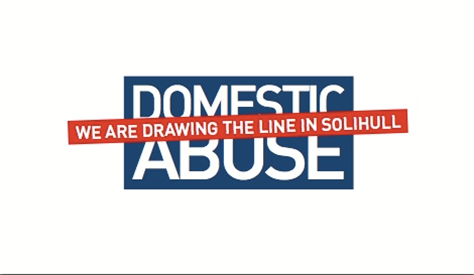 DOMESTIC
WE ARE DRAWING THE LINE IN SOLIHULL
ABUSE